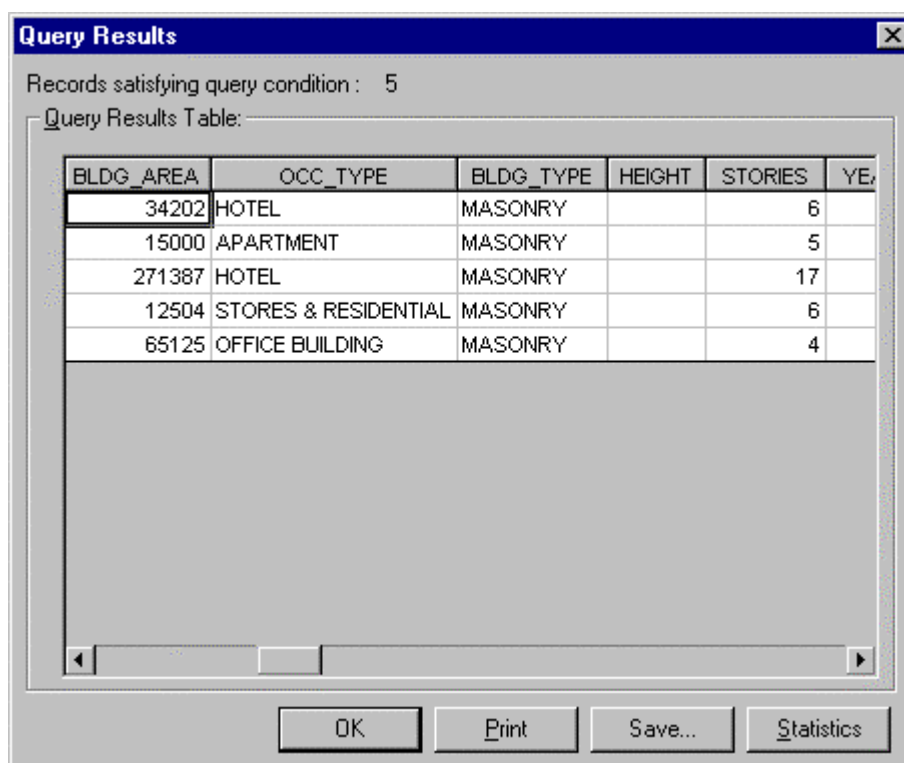 Query Results
Records satisfying query condition : 5
Query Results Table:
BLDG_AREA OCC_TYPE BLDG_TYPE HEIGHT STORIES
34202 HOTEL MASONRY 6
15000 APARTMENT MASONRY 5
271387 HOTEL MASONRY 17
12504 STORES & RESIDENTIAL MASONRY 6
65125 OFFICE BUILDING MASONRY 4
OK Print Save... Statistics